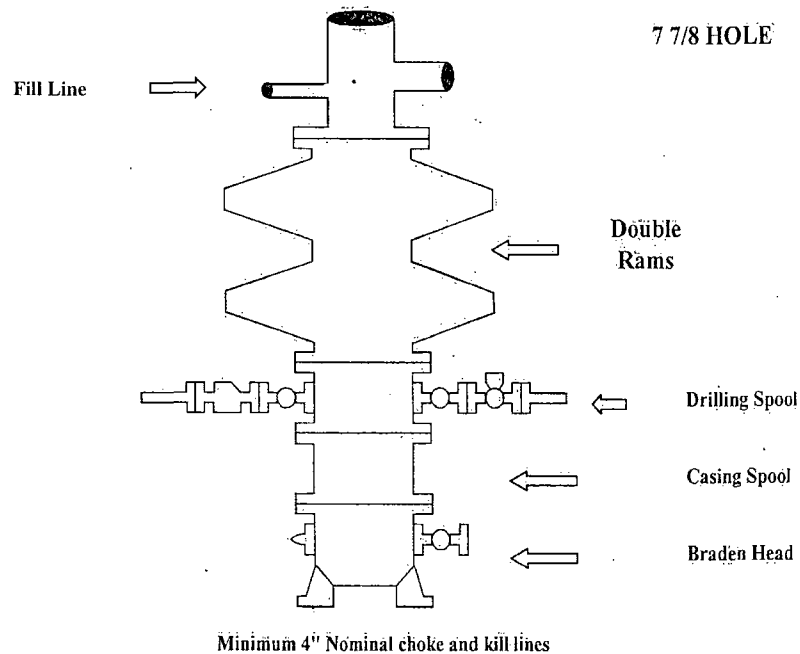 7 7/8 HOLE
Fill Line
Double
Rams
Drilling Spool
Casing Spool
Braden Head
Minimum 4" Nominal choke and kill lines